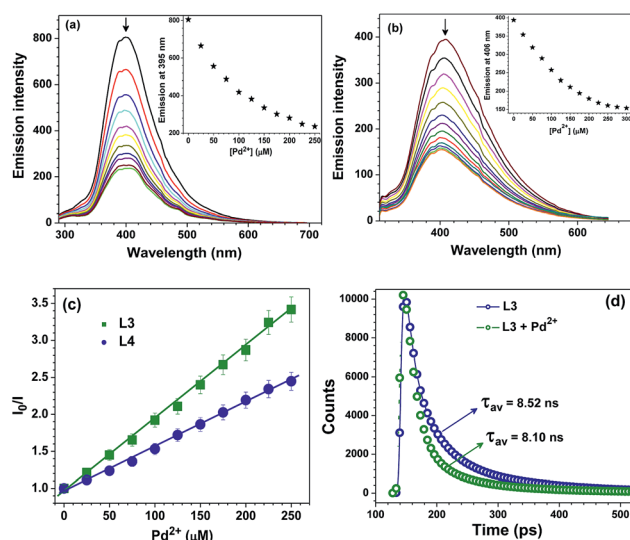 (a)
800
600
400
200
0
Emission intensity
300 400 500 600 700
Wavelength (nm)
800
600
400
200
Emission at 395 nm
0 50 100 150 200 250
[Pd²⁺] (μM)
(b)
400
300
200
100
0
Emission intensity
400 500 600
Wavelength (nm)
400
350
300
250
200
150
Emission at 406 nm
0 50 100 150 200 250 300
[Pd²⁺] (μM)
(c)
L3
L4
3.5
3.0
2.5
2.0
1.5
1.0
I₀/I
0 50 100 150 200 250
Pd²⁺ (μM)
(d)
L3
L3 + Pd²⁺
10000
8000
6000
4000
2000
0
Counts
τav = 8.52 ns
τav = 8.10 ns
100 200 300 400 500
Time (ps)